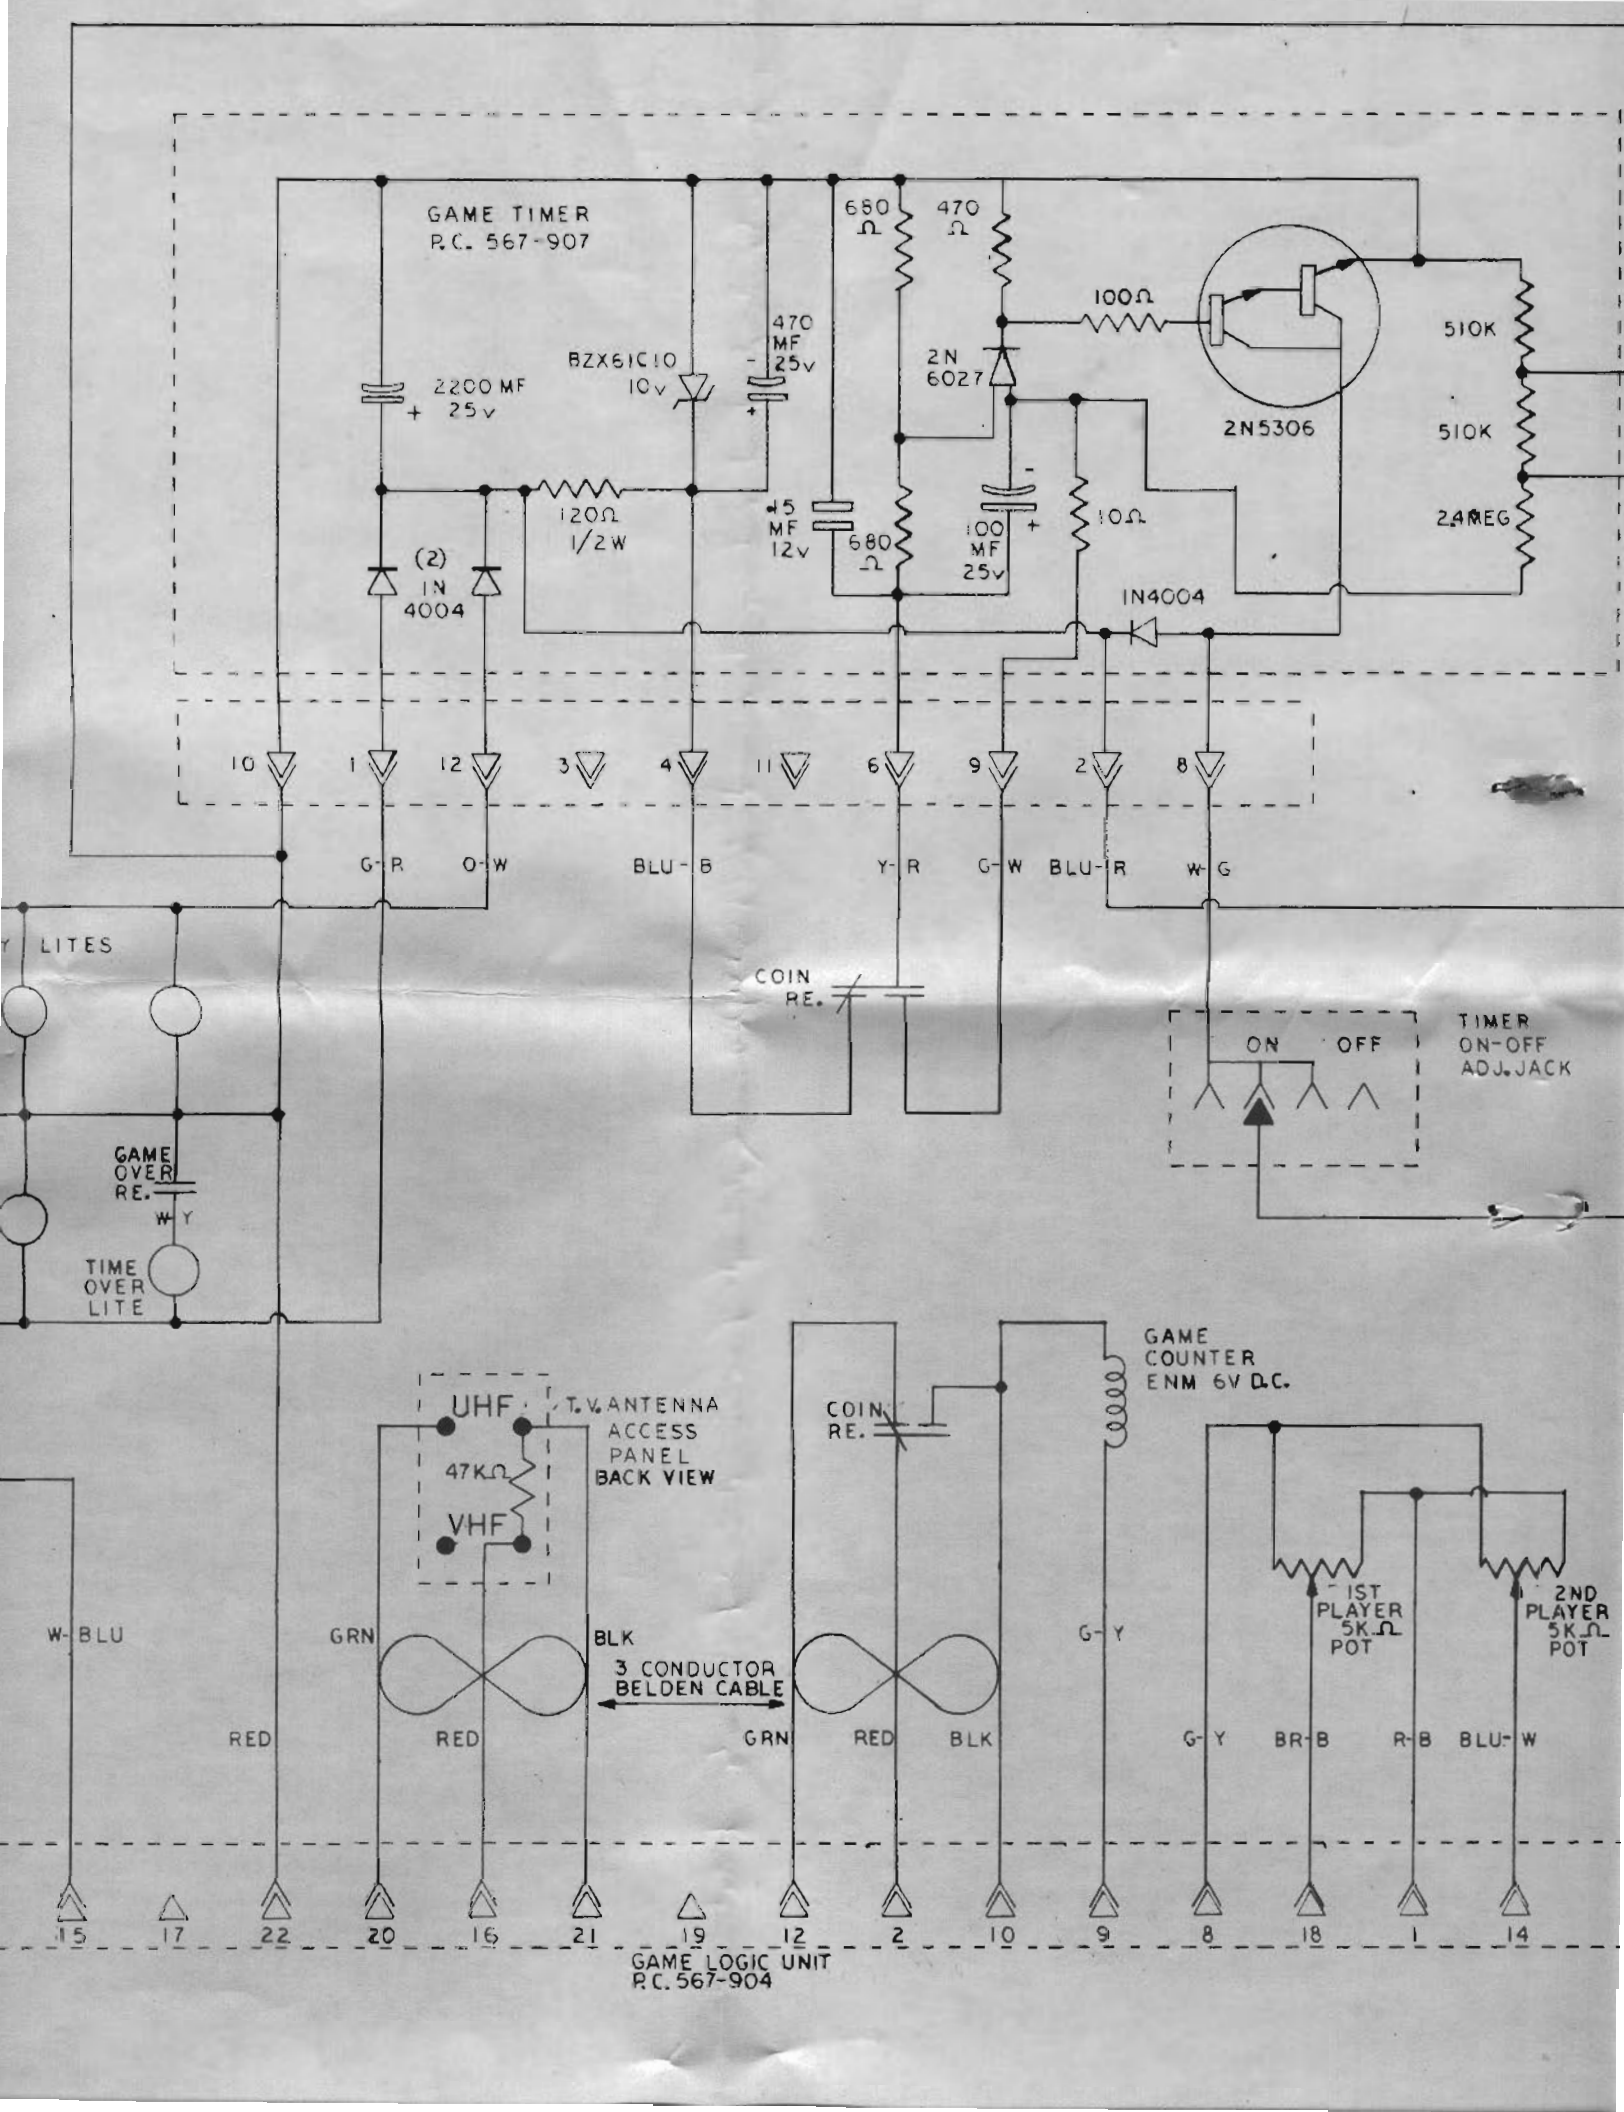 GAME TIMER
P.C. 567-907
680
Ω
470
Ω
100Ω
2N5306
510K
510K
2.4MEG
2200 MF
+ 25v
BZX61C10
10v
470
MF
- 25v
+
2N
6027
.15
MF
12v
680
Ω
-
100 +
MF
25v
10Ω
120Ω
1/2W
(2)
IN
4004
1N4004
10
1
12
3
4
11
6
9
2
8
G-R
O-W
BLU-B
Y-R
G-W
BLU-R
W-G
Y LITES
COIN
RE.
ON OFF
TIMER
ON-OFF
ADJ.JACK
GAME
OVER
RE.
W-Y
TIME
OVER
LITE
UHF
47KΩ
VHF
T.V. ANTENNA
ACCESS
PANEL
BACK VIEW
COIN
RE.
GAME
COUNTER
ENM 6V D.C.
1ST
PLAYER
5KΩ
POT
2ND
PLAYER
5KΩ
POT
W-BLU
GRN
BLK
3 CONDUCTOR
BELDEN CABLE
G-Y
RED
RED
GRN
RED
BLK
G-Y
BR-B
R-B
BLU-W
15
17
22
20
16
21
19
12
2
10
9
8
18
1
14
GAME LOGIC UNIT
P.C. 567-904